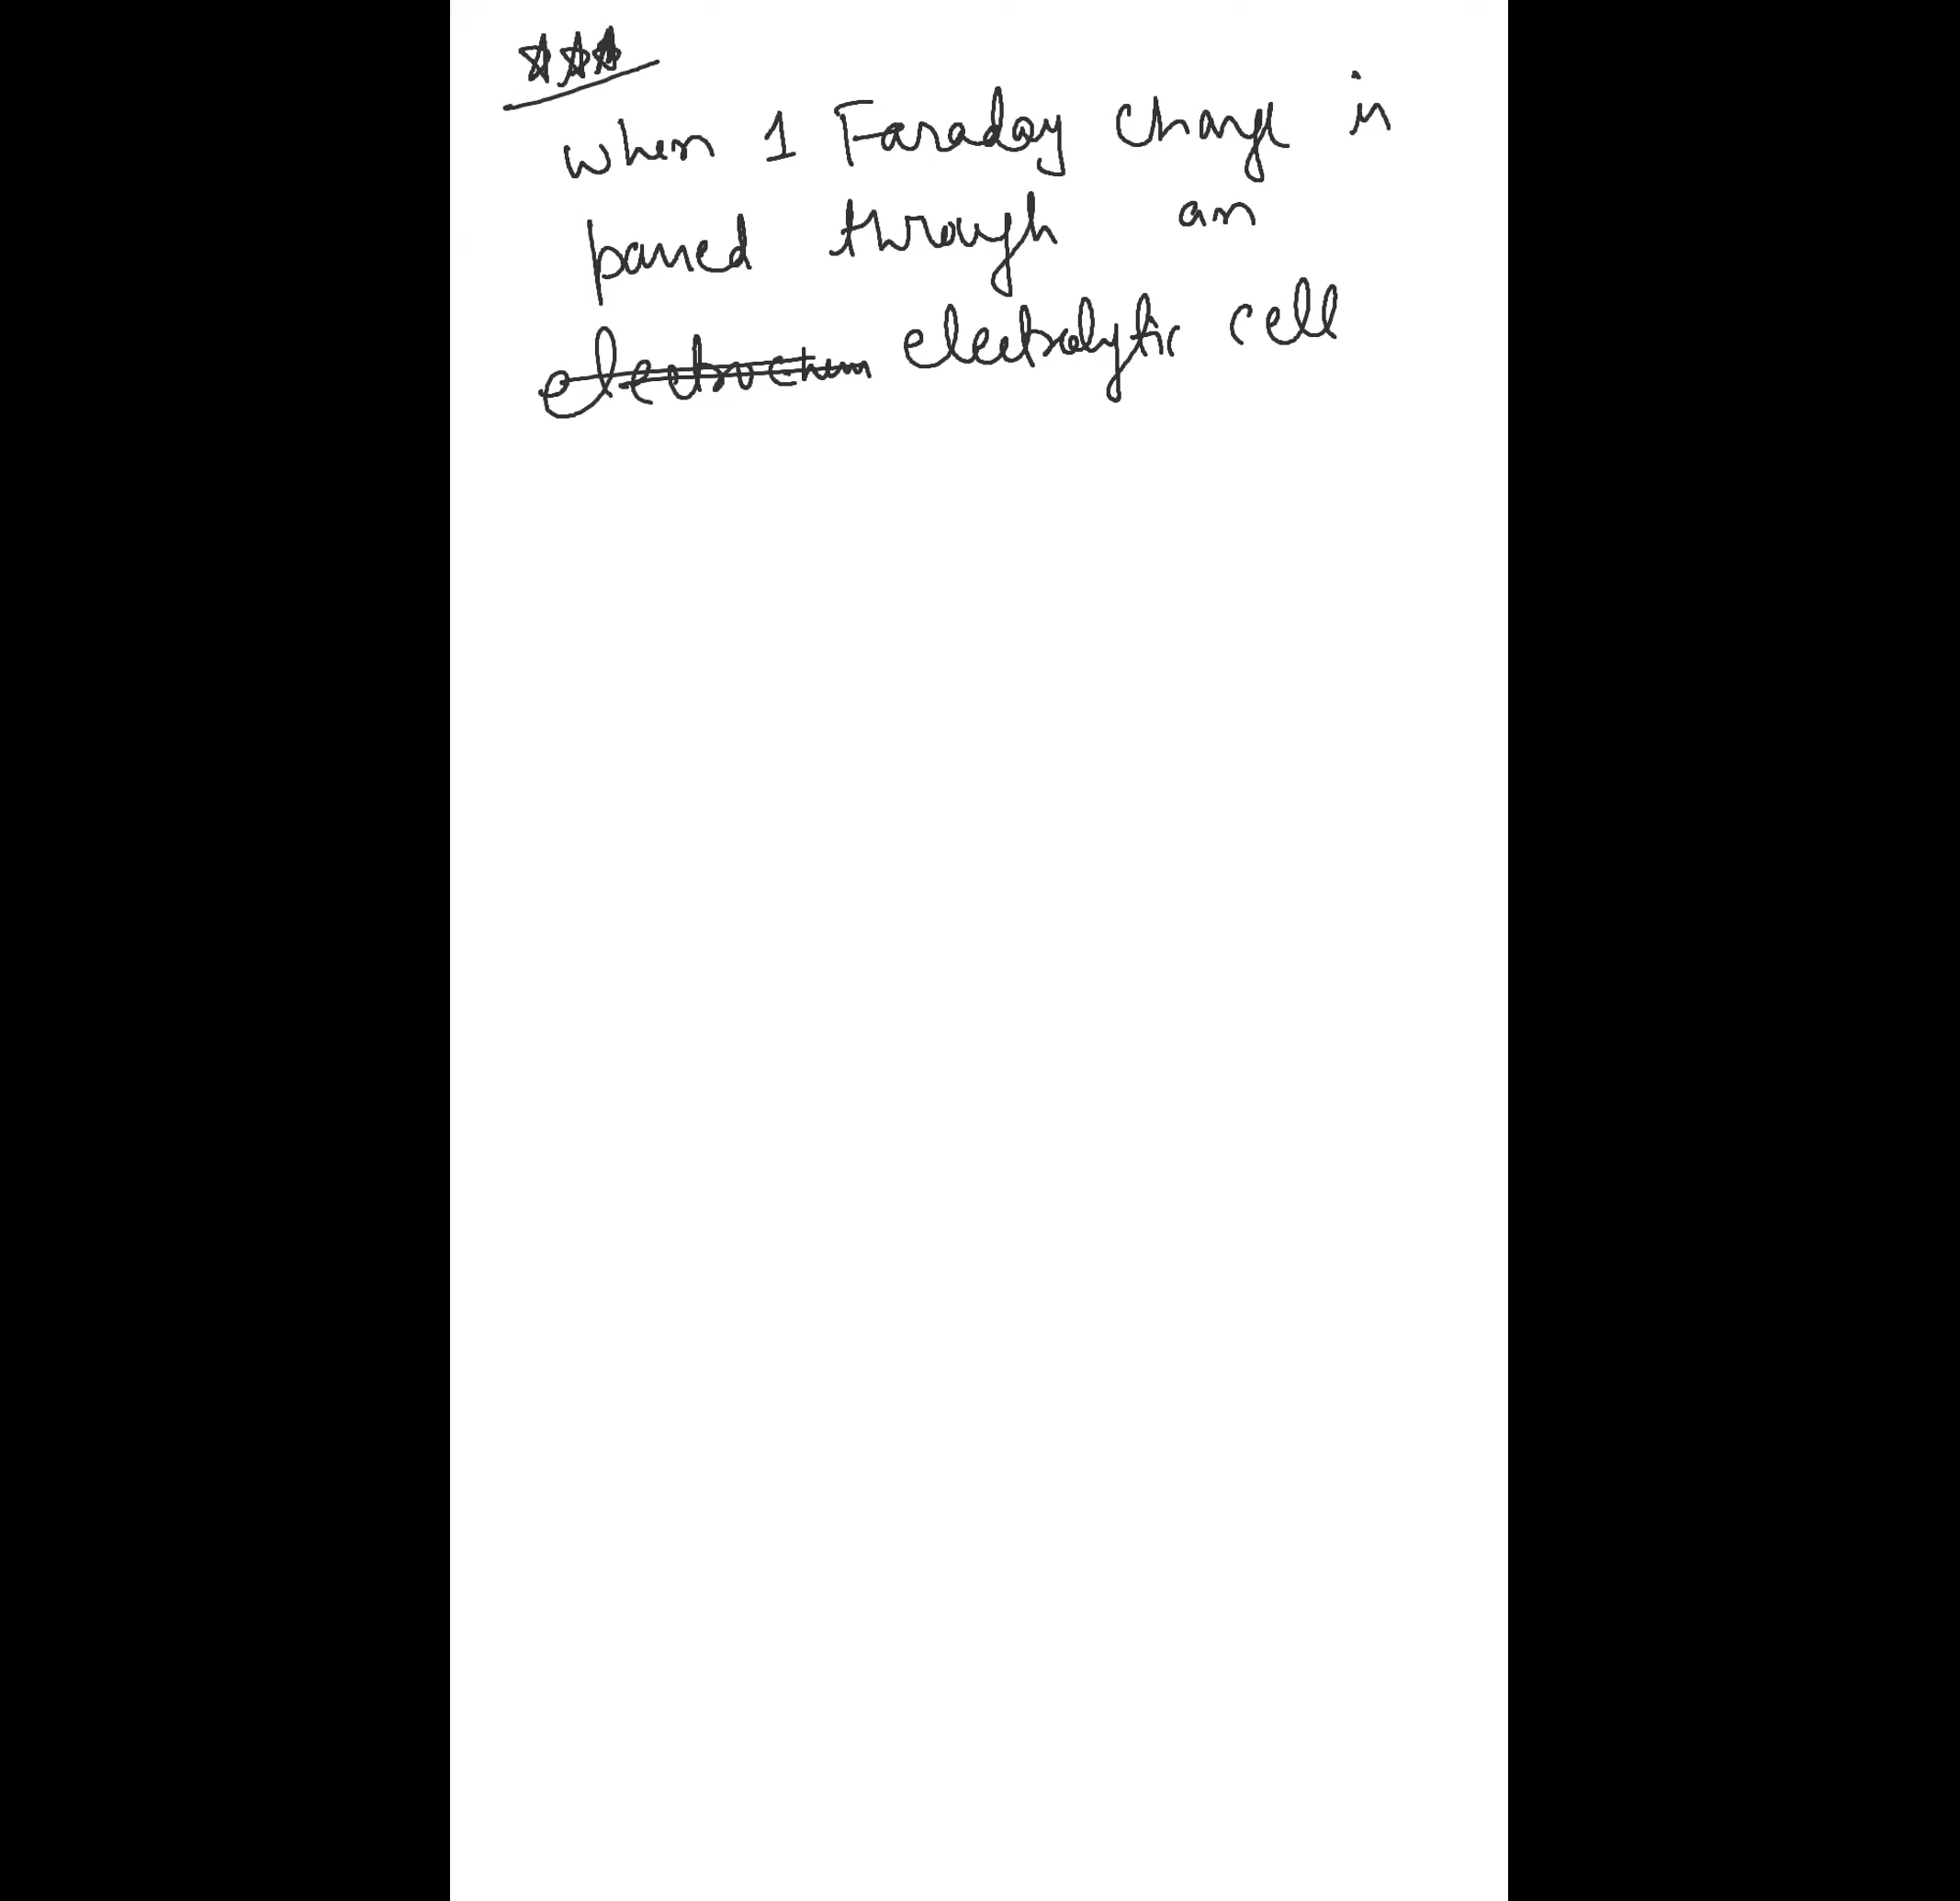 ***
When 1 Faraday charge is
passed through an
electrolytic cell